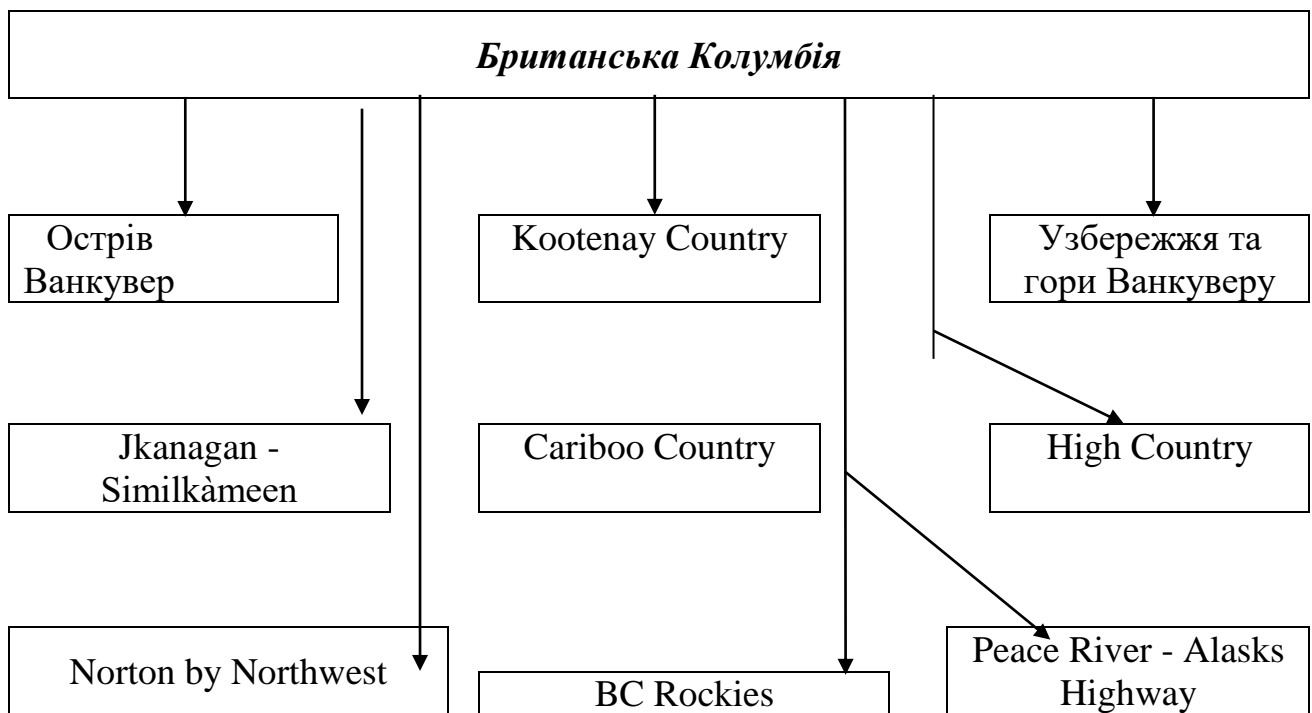 Британська Колумбія
Острів
Ванкувер
Kootenay Country
Узбережжя та
гори Ванкуверу
Jkanagan -
Similkàmeen
Cariboo Country
High Country
Norton by Northwest
BC Rockies
Peace River - Alasks
Highway